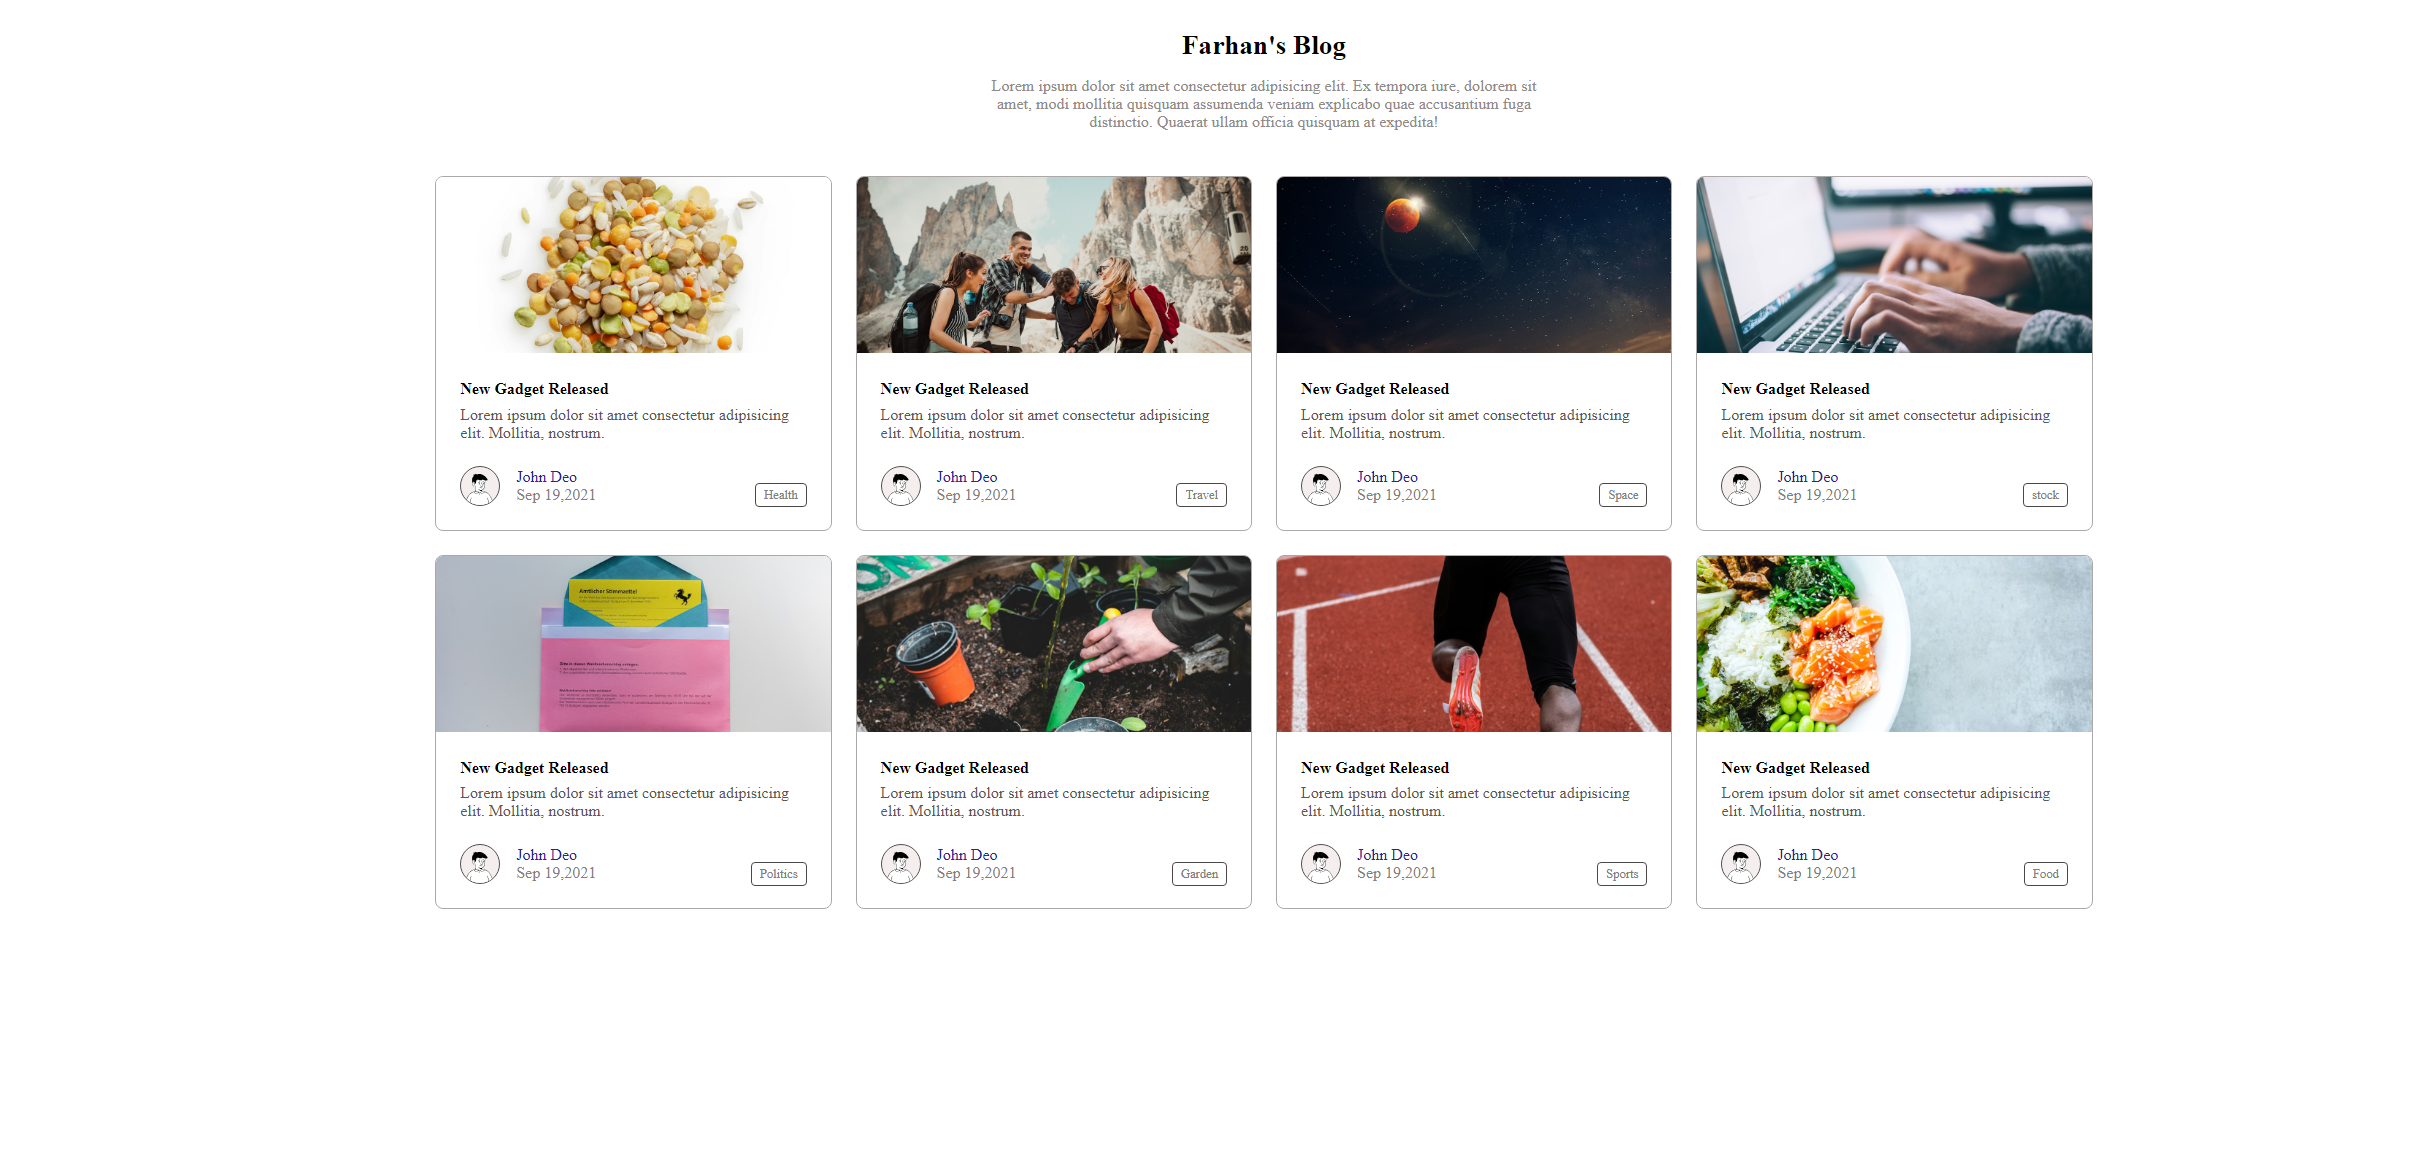 Farhan's Blog
Lorem ipsum dolor sit amet consectetur adipisicing elit. Ex tempora iure, dolorem sit
amet, modi mollitia quisquam assumenda veniam explicabo quae accusantium fuga
distinctio. Quaerat ullam officia quisquam at expedita!
New Gadget Released
Lorem ipsum dolor sit amet consectetur adipisicing
elit. Mollitia, nostrum.
John Deo
Sep 19,2021
Health
20
New Gadget Released
Lorem ipsum dolor sit amet consectetur adipisicing
elit. Mollitia, nostrum.
John Deo
Sep 19,2021
Travel
New Gadget Released
Lorem ipsum dolor sit amet consectetur adipisicing
elit. Mollitia, nostrum.
John Deo
Sep 19,2021
Space
New Gadget Released
Lorem ipsum dolor sit amet consectetur adipisicing
elit. Mollitia, nostrum.
John Deo
Sep 19,2021
stock
Amtlicher Stimmzettel
New Gadget Released
Lorem ipsum dolor sit amet consectetur adipisicing
elit. Mollitia, nostrum.
John Deo
Sep 19,2021
Politics
New Gadget Released
Lorem ipsum dolor sit amet consectetur adipisicing
elit. Mollitia, nostrum.
John Deo
Sep 19,2021
Garden
New Gadget Released
Lorem ipsum dolor sit amet consectetur adipisicing
elit. Mollitia, nostrum.
John Deo
Sep 19,2021
Sports
New Gadget Released
Lorem ipsum dolor sit amet consectetur adipisicing
elit. Mollitia, nostrum.
John Deo
Sep 19,2021
Food